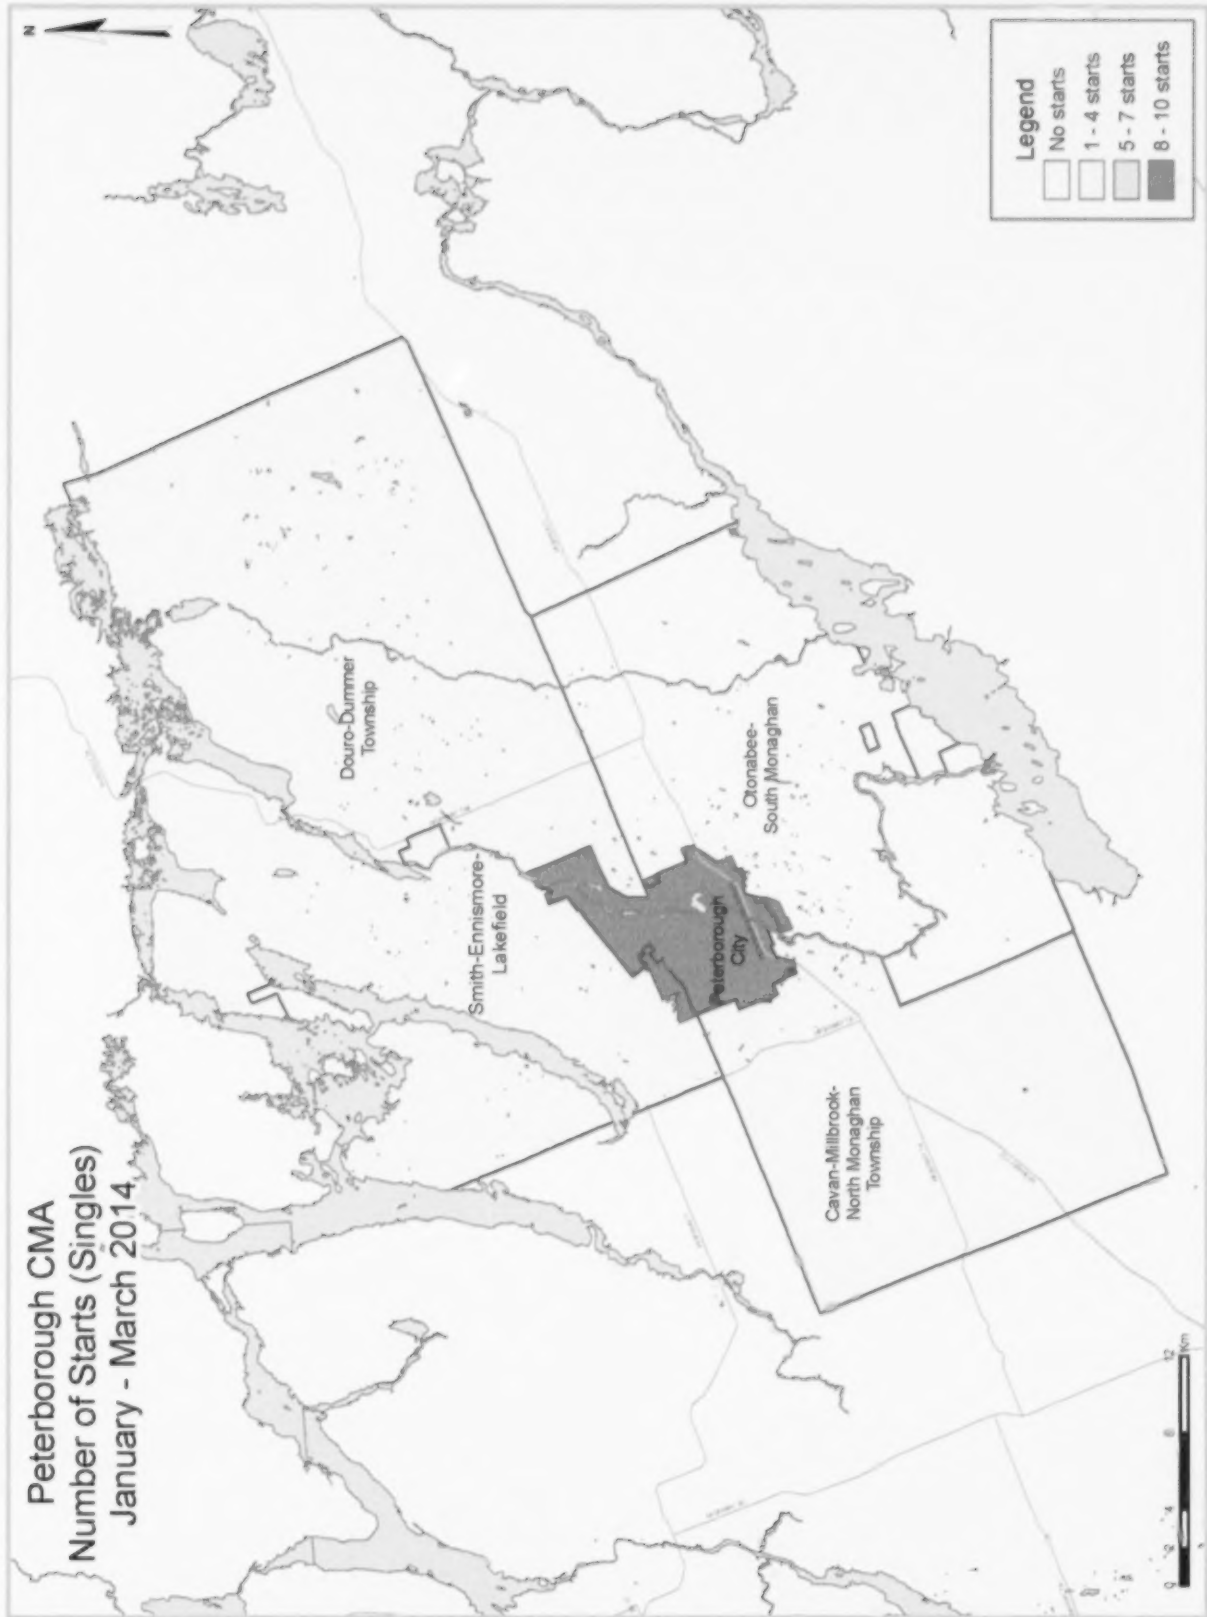 Peterborough CMA
Number of Starts (Singles)
January - March 2014
N
Douro-Dummer
Township
Smith-Ennismore-
Lakefield
Otonabee-
South Monaghan
Peterborough
City
Cavan-Millbrook-
North Monaghan
Township
Legend
No starts
1 - 4 starts
5 - 7 starts
8 - 10 starts
0 2 4 8 12
Km